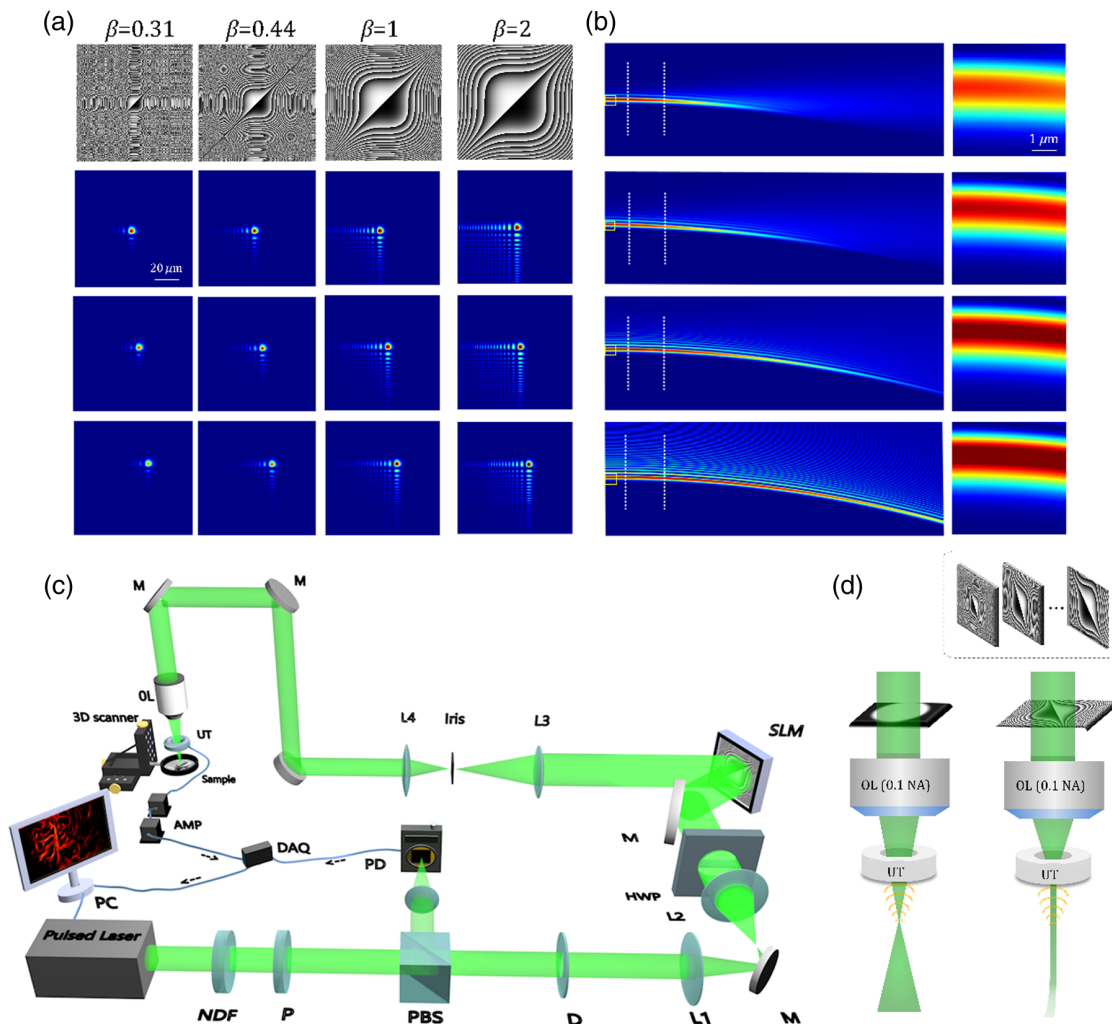 (a)
β=0.31
β=0.44
β=1
β=2
20 μm
(b)
1 μm
(c)
M
M
OL
3D scanner
UT
Sample
AMP
DAQ
PD
PC
Pulsed Laser
NDF
P
PBS
D
L1
M
L2
HWP
M
SLM
L3
Iris
L4
(d)
...
OL (0.1 NA)
OL (0.1 NA)
UT
UT